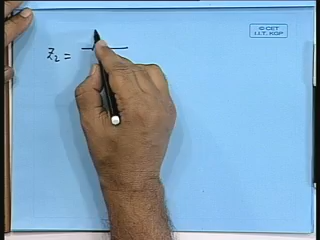 © CET
I.I.T. KGP
Z₂ =